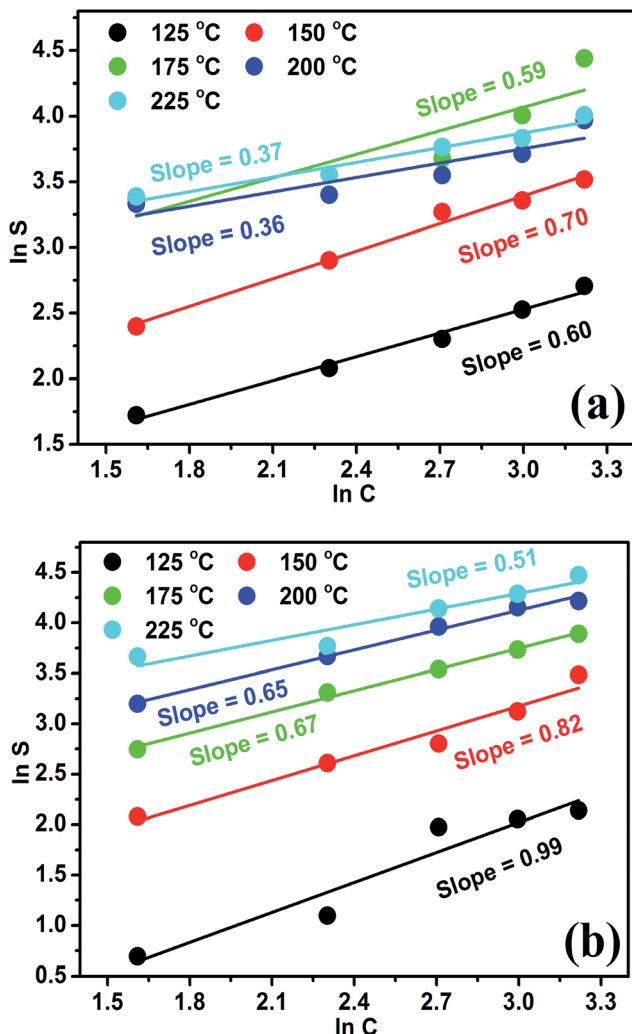 125 °C 150 °C
175 °C 200 °C
225 °C
Slope = 0.59
Slope = 0.37
Slope = 0.36
Slope = 0.70
Slope = 0.60
(a)
ln S
4.5
4.0
3.5
3.0
2.5
2.0
1.5
1.5 1.8 2.1 2.4 2.7 3.0 3.3
ln C
125 °C 150 °C
175 °C 200 °C
225 °C
Slope = 0.51
Slope = 0.65
Slope = 0.67
Slope = 0.82
Slope = 0.99
(b)
ln S
4.5
4.0
3.5
3.0
2.5
2.0
1.5
1.0
0.5
1.5 1.8 2.1 2.4 2.7 3.0 3.3
ln C